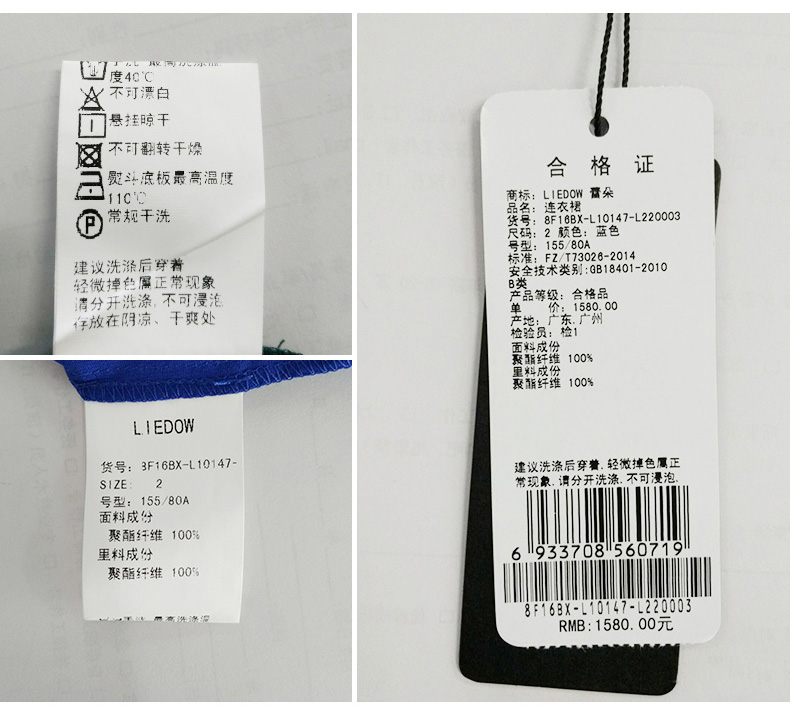 度40℃
不可漂白
悬挂晾干
不可翻转干燥
熨斗底板最高温度
110℃
常规干洗
建议洗涤后穿着
轻微掉色属正常现象
请分开洗涤,不可浸泡
存放在阴凉、干爽处
LIEDOW
货号: 8F16BX-L10147-
SIZE: 2
号型: 155/80A
面料成份
聚酯纤维 100%
里料成份
聚酯纤维 100%
合格证
商标: LIEDOW 蕾朵
品名: 连衣裙
货号: 8F16BX-L10147-L220003
尺码: 2 颜色: 蓝色
号型: 155/80A
标准: FZ/T73026-2014
安全技术类别:GB18401-2010
B类
产品等级: 合格品
单 价: 1580.00
产地: 广东.广州
检验员: 检1
面料成份
聚酯纤维 100%
里料成份
聚酯纤维 100%
建议洗涤后穿着.轻微掉色属正
常现象.请分开洗涤.不可浸泡.
6 933708 560719
8F16BX-L10147-L220003
RMB:1580.00元